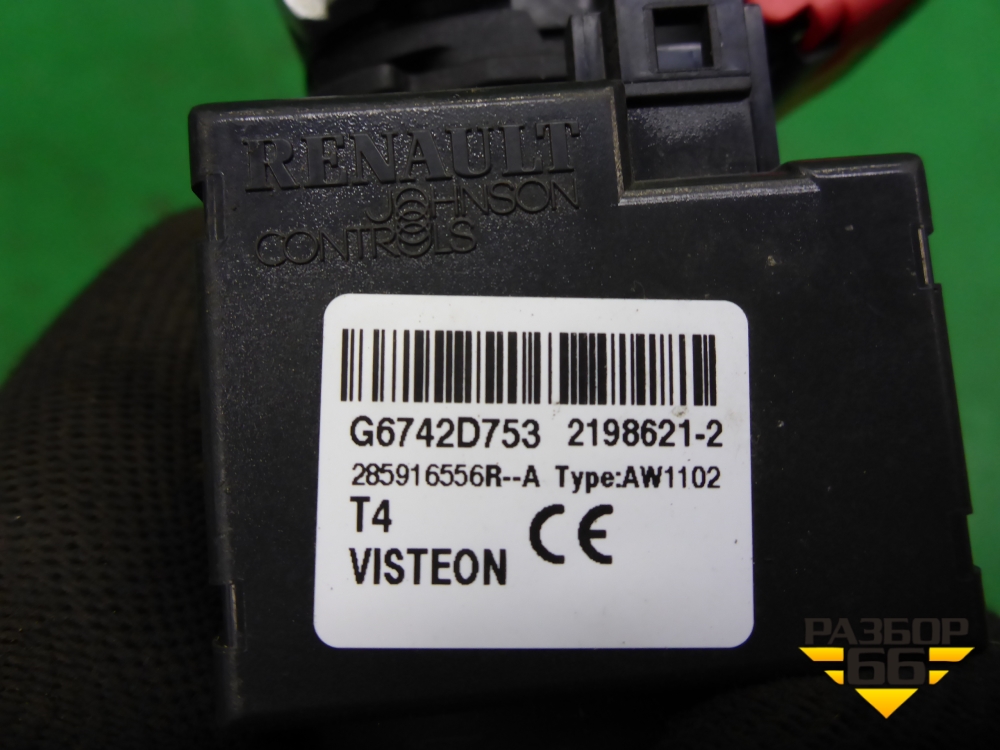 RENAULT
JOHNSON
CONTROLS
G6742D753 2198621-2
285916556R--A Type:AW1102
T4 CE
VISTEON
РАЗБОР
66